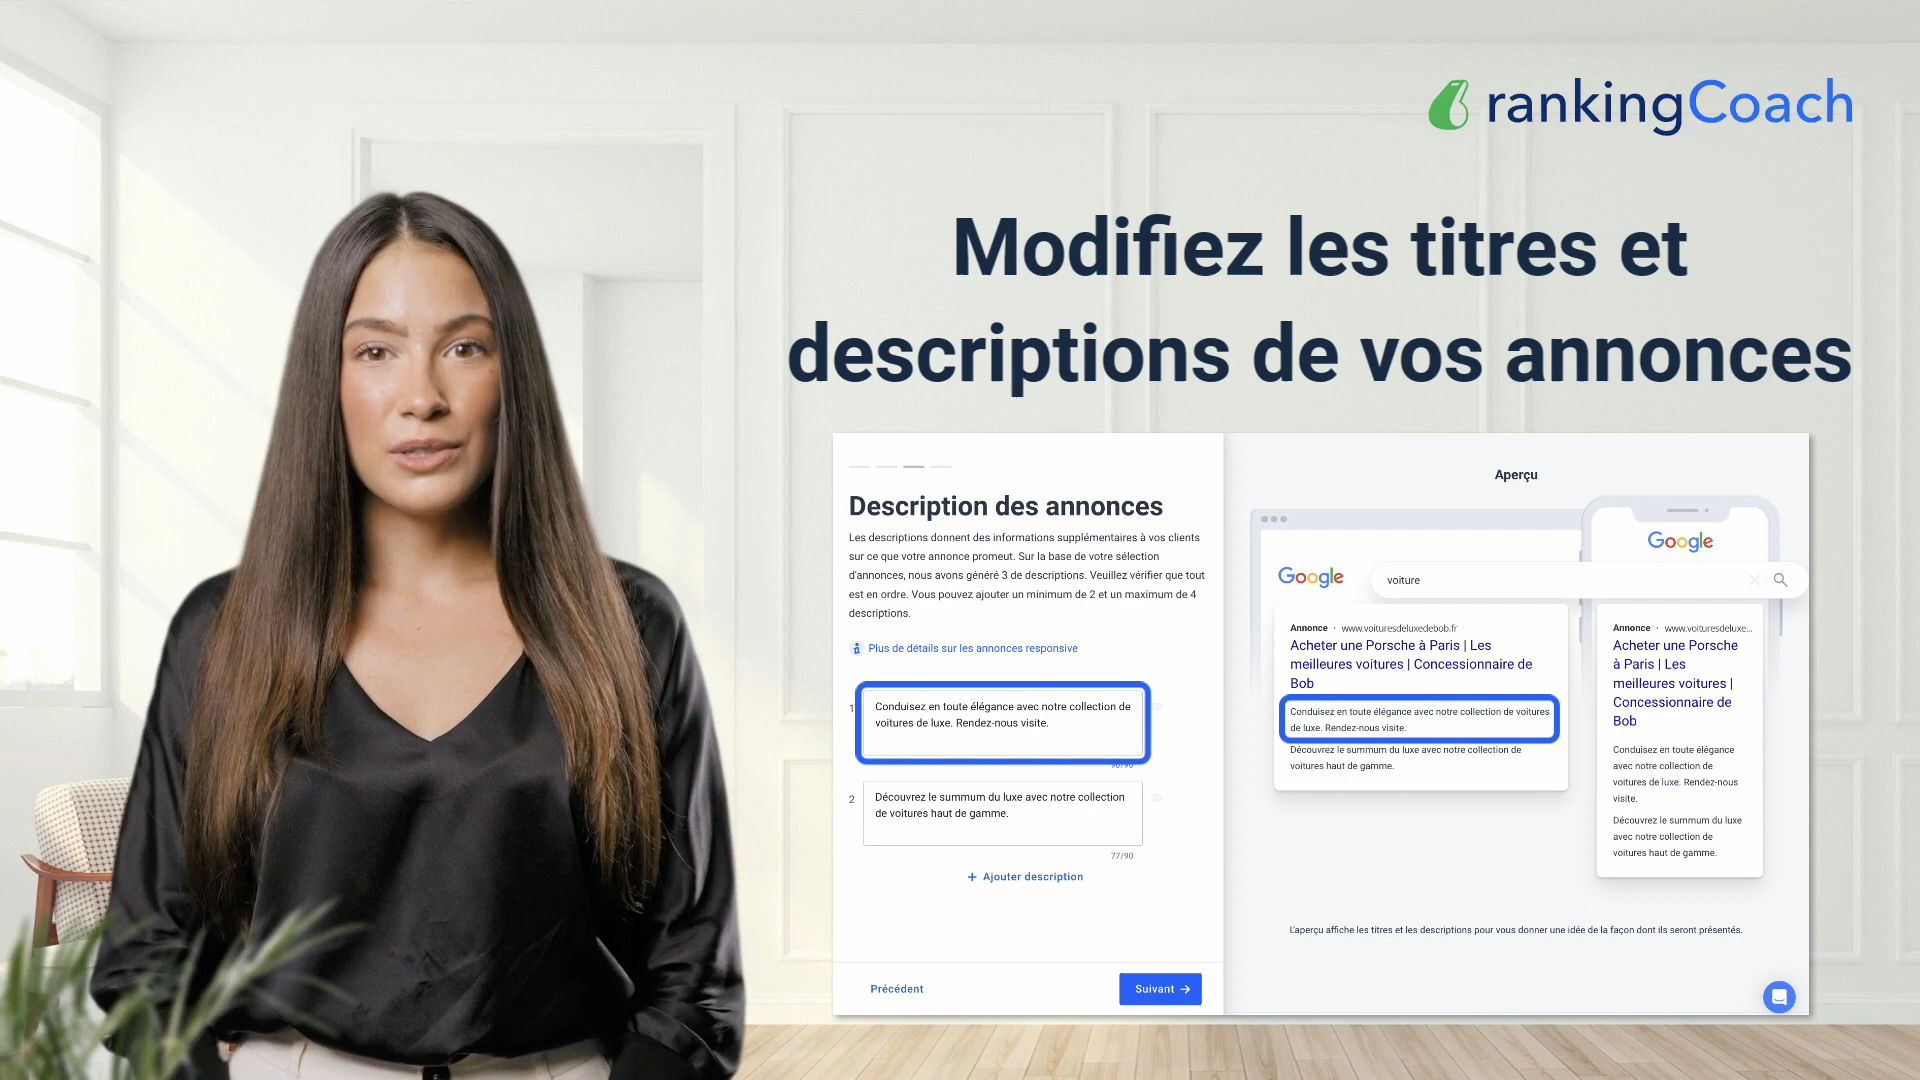 rankingCoach
Modifiez les titres et
descriptions de vos annonces
Description des annonces
Les descriptions donnent des informations supplémentaires à vos clients
sur ce que votre annonce promeut. Sur la base de votre sélection
d'annonces, nous avons généré 3 de descriptions. Veuillez vérifier que tout
est en ordre. Vous pouvez ajouter un minimum de 2 et un maximum de 4
descriptions.
Plus de détails sur les annonces responsive
1
Conduisez en toute élégance avec notre collection de
voitures de luxe. Rendez-nous visite.
90/90
2
Découvrez le summum du luxe avec notre collection
de voitures haut de gamme.
77/90
+ Ajouter description
Précédent
Suivant →
Aperçu
Google
voiture
Annonce · www.voituresdeluxedebob.fr
Acheter une Porsche à Paris | Les
meilleures voitures | Concessionnaire de
Bob
Conduisez en toute élégance avec notre collection de voitures
de luxe. Rendez-nous visite.
Découvrez le summum du luxe avec notre collection de
voitures haut de gamme.
Google
Annonce · www.voituresdeluxe...
Acheter une Porsche
à Paris | Les
meilleures voitures |
Concessionnaire de
Bob
Conduisez en toute élégance
avec notre collection de
voitures de luxe. Rendez-nous
visite.
Découvrez le summum du luxe
avec notre collection de
voitures haut de gamme.
L'aperçu affiche les titres et les descriptions pour vous donner une idée de la façon dont ils seront présentés.